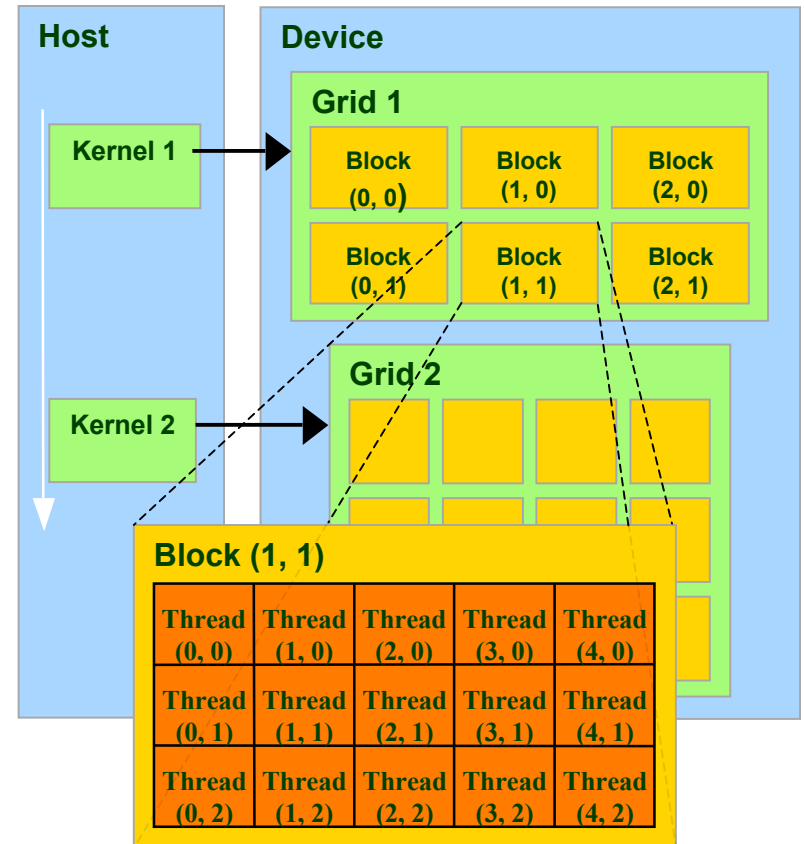 Host
Device
Grid 1
Kernel 1
Block
(0, 0)
Block
(1, 0)
Block
(2, 0)
Block
(0, 1)
Block
(1, 1)
Block
(2, 1)
Grid 2
Kernel 2
Block (1, 1)
Thread
(0, 0)
Thread
(1, 0)
Thread
(2, 0)
Thread
(3, 0)
Thread
(4, 0)
Thread
(0, 1)
Thread
(1, 1)
Thread
(2, 1)
Thread
(3, 1)
Thread
(4, 1)
Thread
(0, 2)
Thread
(1, 2)
Thread
(2, 2)
Thread
(3, 2)
Thread
(4, 2)